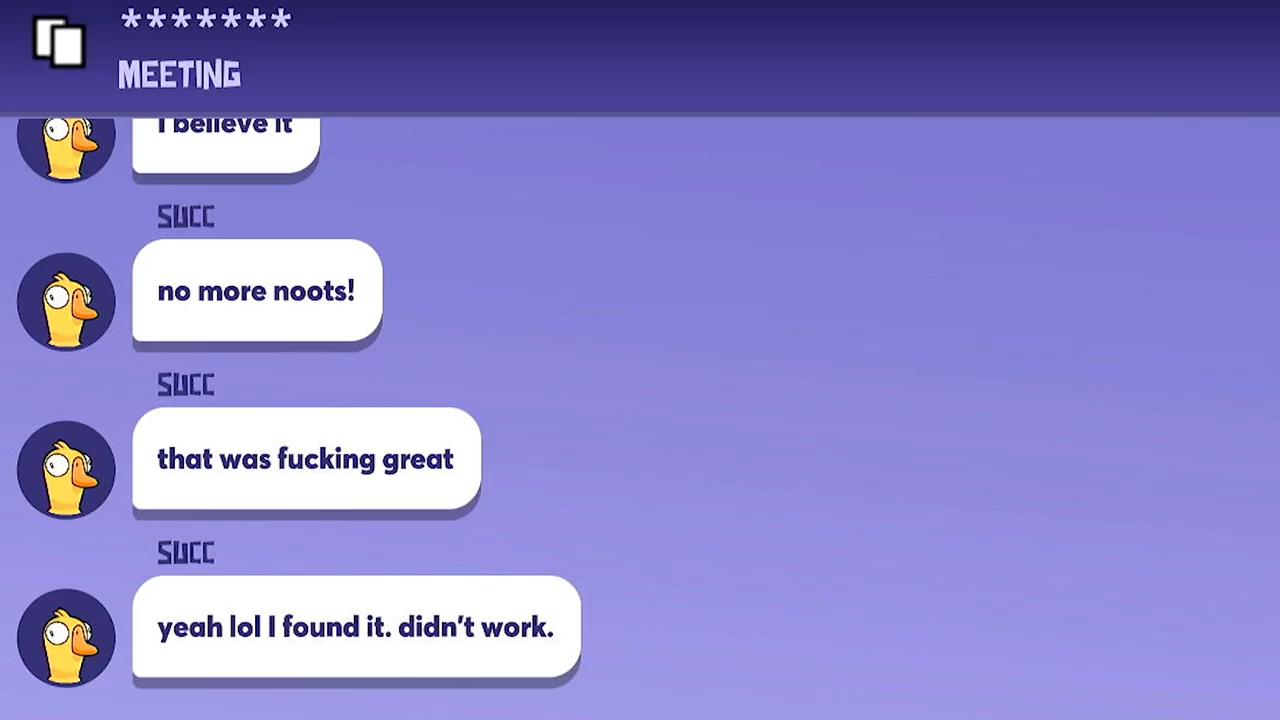 *******
MEETING
I believe it
SUCC
no more noots!
SUCC
that was fucking great
SUCC
yeah lol I found it. didn't work.